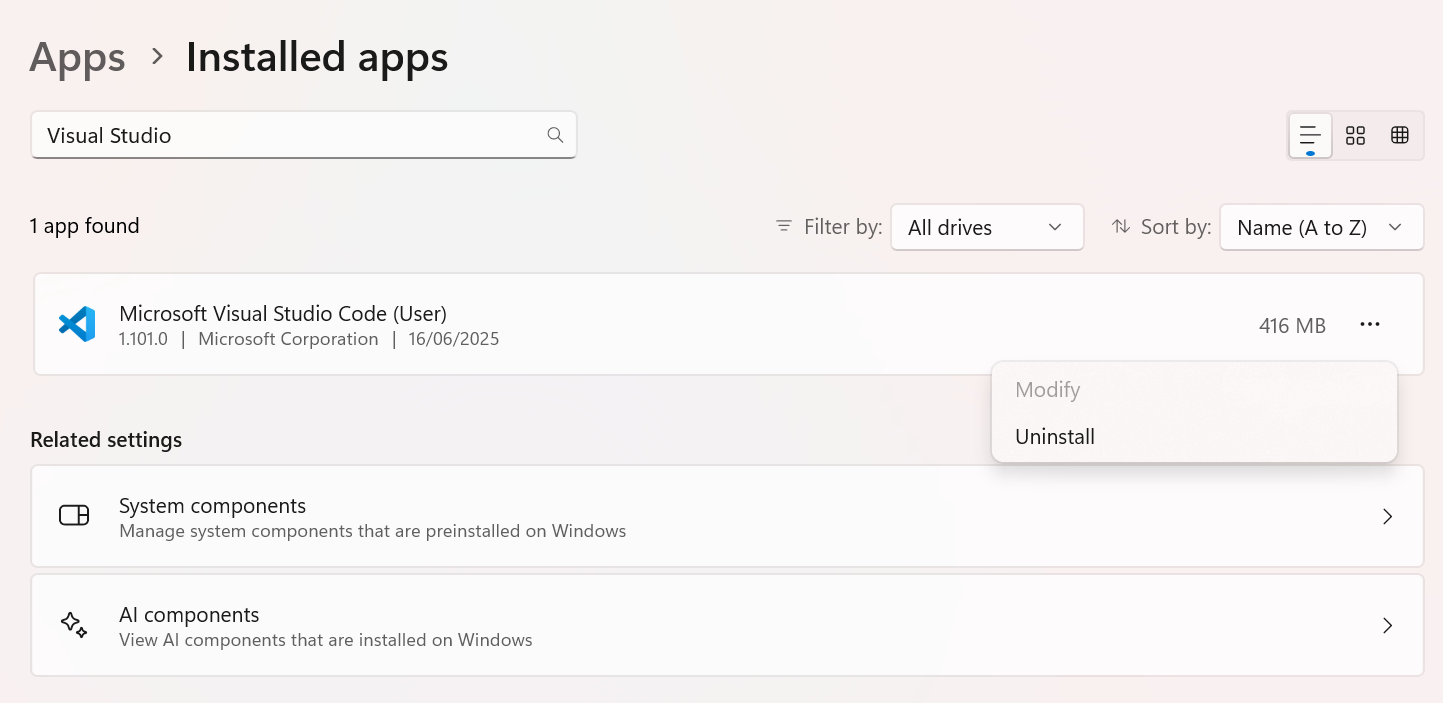 Apps > Installed apps
Visual Studio
1 app found
Filter by: All drives Sort by: Name (A to Z)
Microsoft Visual Studio Code (User)
1.101.0 | Microsoft Corporation | 16/06/2025
416 MB
Modify
Uninstall
Related settings
System components
Manage system components that are preinstalled on Windows
AI components
View AI components that are installed on Windows